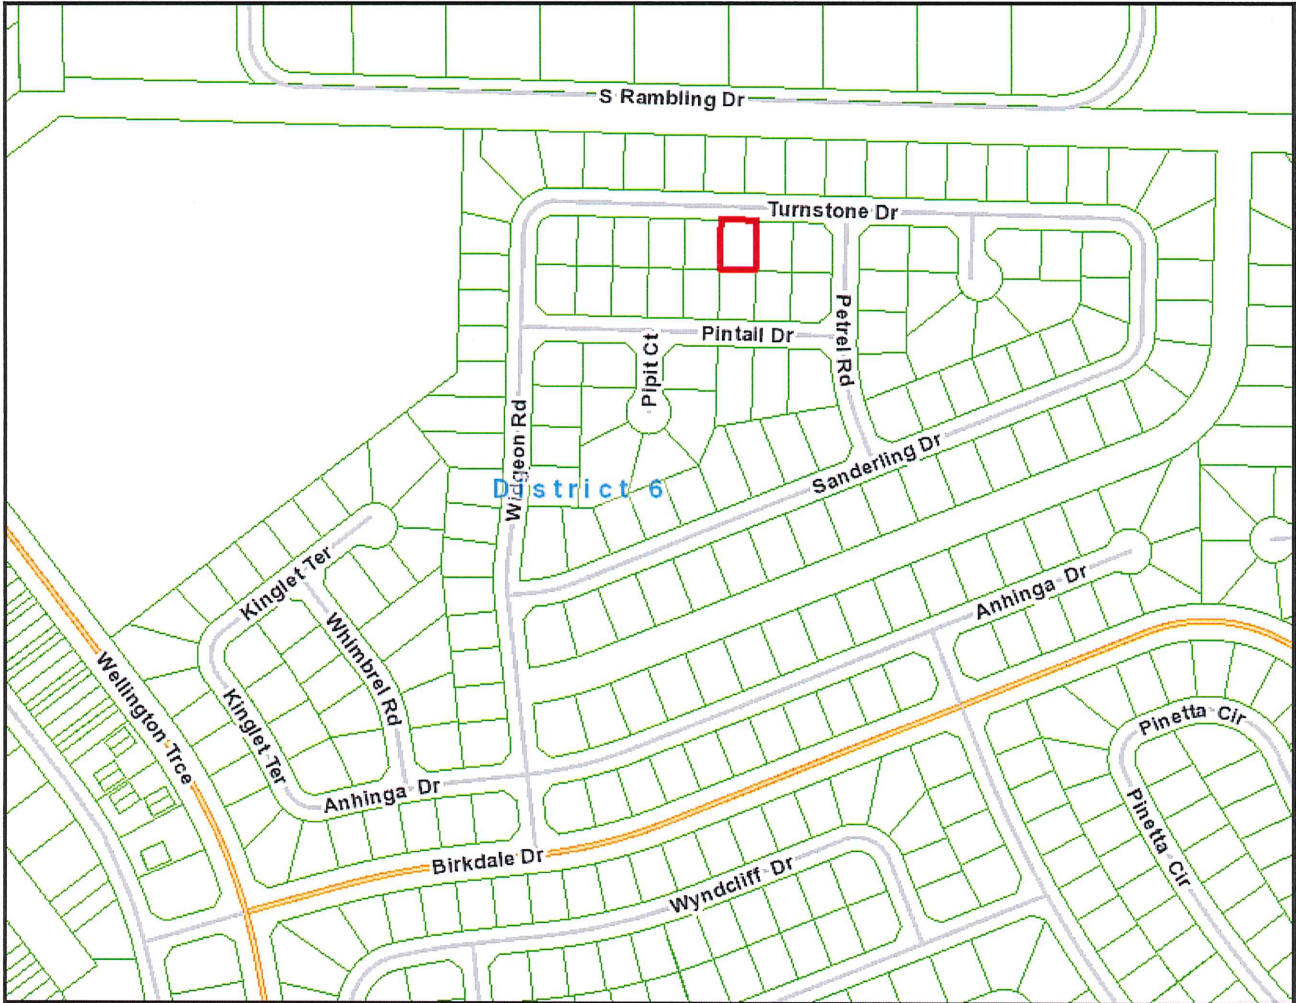 S Rambling Dr
Turnstone Dr
Petrel Rd
Pintail Dr
Pipit Ct
Widgeon Rd
Sanderling Dr
District 6
Kinglet Ter
Anhinga Dr
Whimbrel Rd
Wellington Trce
Kinglet Ter
Pinetta Cir
Anhinga Dr
Pinetta Cir
Birkdale Dr
Wyndcliff Dr